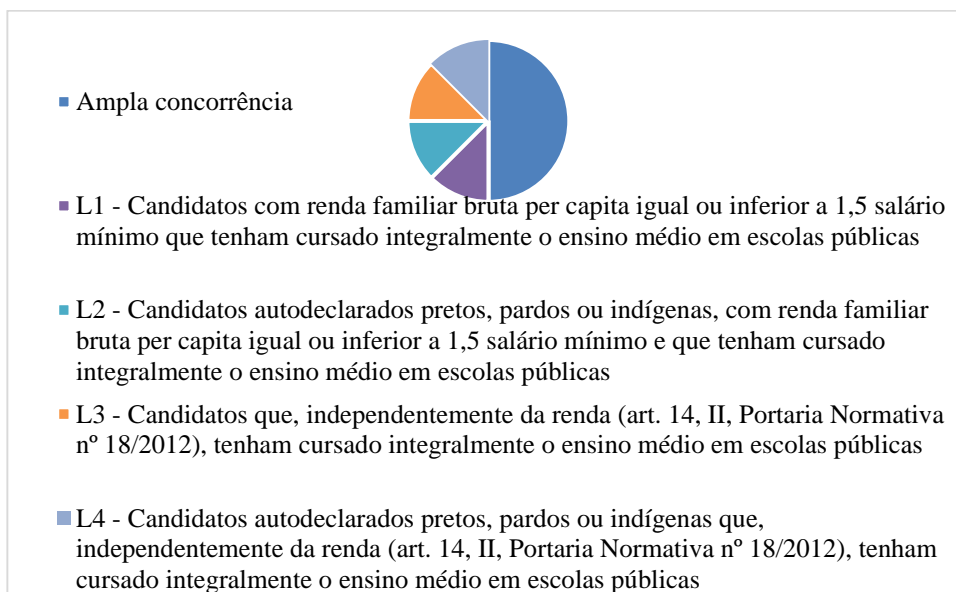 Ampla concorrência
L1 - Candidatos com renda familiar bruta per capita igual ou inferior a 1,5 salário
mínimo que tenham cursado integralmente o ensino médio em escolas públicas
L2 - Candidatos autodeclarados pretos, pardos ou indígenas, com renda familiar
bruta per capita igual ou inferior a 1,5 salário mínimo e que tenham cursado
integralmente o ensino médio em escolas públicas
L3 - Candidatos que, independentemente da renda (art. 14, II, Portaria Normativa
nº 18/2012), tenham cursado integralmente o ensino médio em escolas públicas
L4 - Candidatos autodeclarados pretos, pardos ou indígenas que,
independentemente da renda (art. 14, II, Portaria Normativa nº 18/2012), tenham
cursado integralmente o ensino médio em escolas públicas